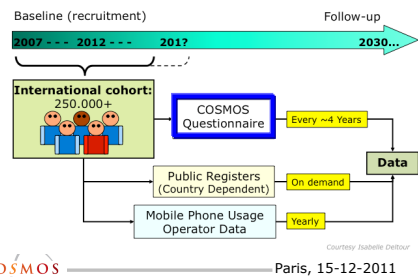 Baseline (recruitment)
Follow-up
2007 - - - 2012 - - - 201? 2030...
International cohort:
250.000+
COSMOS
Questionnaire
Every ~4 Years
Data
Public Registers
(Country Dependent)
On demand
Mobile Phone Usage
Operator Data
Yearly
Courtesy Isabelle Deltour
OSMOS
Paris, 15-12-2011